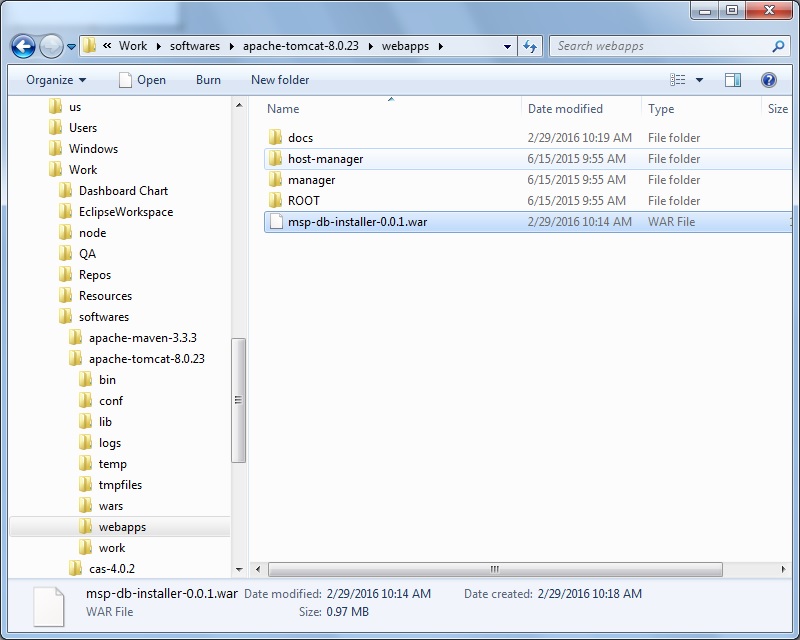 « Work ▸ softwares ▸ apache-tomcat-8.0.23 ▸ webapps ▸
Search webapps
Organize Open Burn New folder
us
Users
Windows
Work
Dashboard Chart
EclipseWorkspace
node
QA
Repos
Resources
softwares
apache-maven-3.3.3
apache-tomcat-8.0.23
bin
conf
lib
logs
temp
tmpfiles
wars
webapps
work
cas-4.0.2
Name Date modified Type Size
docs 2/29/2016 10:19 AM File folder
host-manager 6/15/2015 9:55 AM File folder
manager 6/15/2015 9:55 AM File folder
ROOT 6/15/2015 9:55 AM File folder
msp-db-installer-0.0.1.war 2/29/2016 10:14 AM WAR File
msp-db-installer-0.0.1.war Date modified: 2/29/2016 10:14 AM Date created: 2/29/2016 10:18 AM
WAR File Size: 0.97 MB